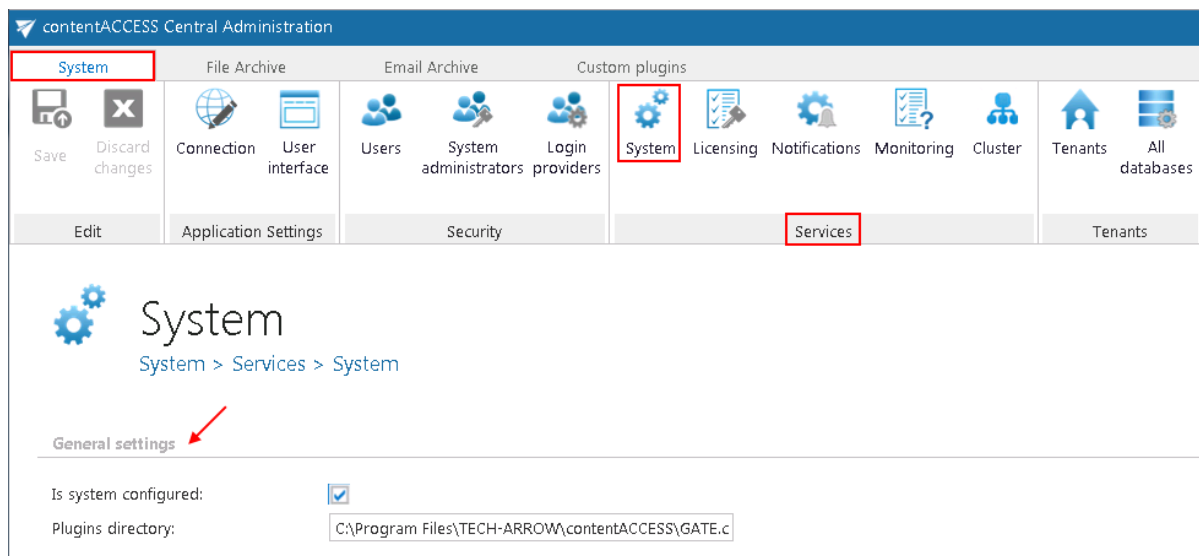 contentACCESS Central Administration
System File Archive Email Archive Custom plugins
Save Discard changes Connection User interface Users System administrators Login providers System Licensing Notifications Monitoring Cluster Tenants All databases
Edit Application Settings Security Services Tenants
System
System > Services > System
General settings
Is system configured:
Plugins directory: C:\Program Files\TECH-ARROW\contentACCESS\GATE.c